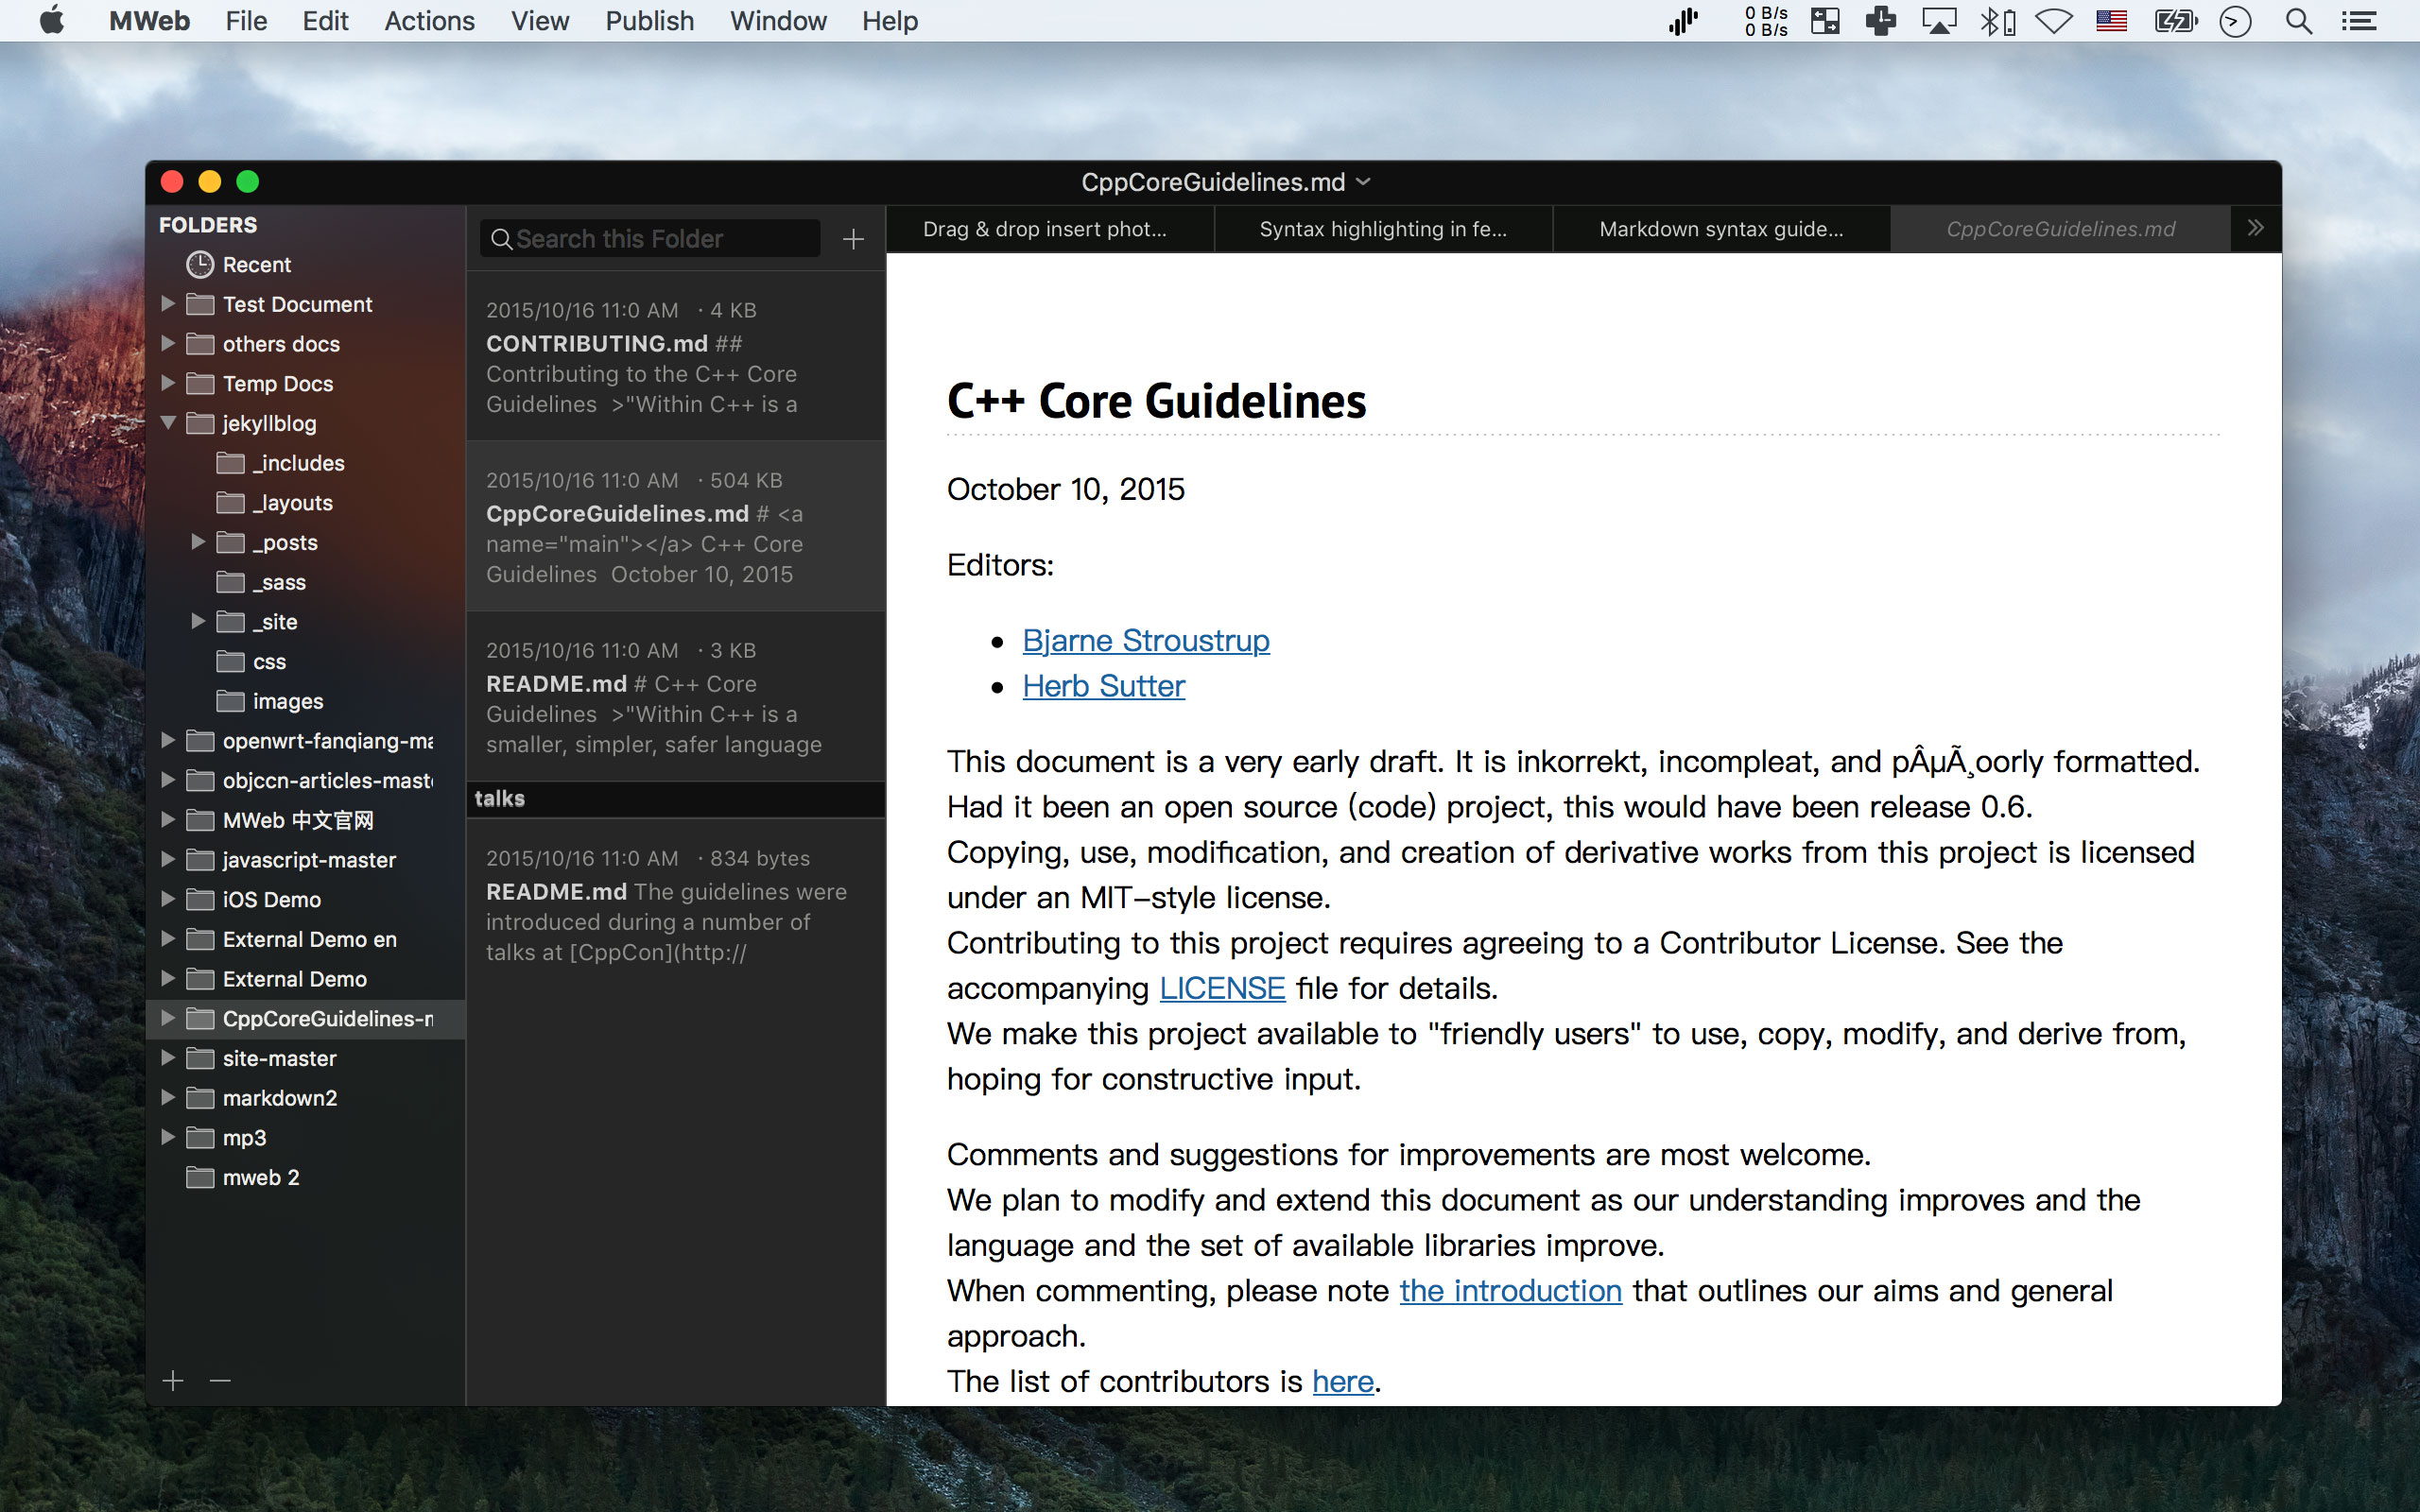 MWeb File Edit Actions View Publish Window Help
0 B/s
0 B/s
CppCoreGuidelines.md
FOLDERS
Recent
Test Document
others docs
Temp Docs
jekyllblog
_includes
_layouts
_posts
_sass
_site
css
images
openwrt-fanqiang-ma
objccn-articles-mast
MWeb 中文官网
javascript-master
iOS Demo
External Demo en
External Demo
CppCoreGuidelines-
site-master
markdown2
mp3
mweb 2
Search this Folder
2015/10/16 11:0 AM · 4 KB
CONTRIBUTING.md ##
Contributing to the C++ Core
Guidelines >"Within C++ is a
2015/10/16 11:0 AM · 504 KB
CppCoreGuidelines.md # <a
name="main"></a> C++ Core
Guidelines October 10, 2015
2015/10/16 11:0 AM · 3 KB
README.md # C++ Core
Guidelines >"Within C++ is a
smaller, simpler, safer language
talks
2015/10/16 11:0 AM · 834 bytes
README.md The guidelines were
introduced during a number of
talks at [CppCon](http://
Drag & drop insert phot... Syntax highlighting in fe... Markdown syntax guide... CppCoreGuidelines.md
C++ Core Guidelines
October 10, 2015
Editors:
• Bjarne Stroustrup
• Herb Sutter
This document is a very early draft. It is inkorrekt, incompleat, and pÂµÃ¸oorly formatted.
Had it been an open source (code) project, this would have been release 0.6.
Copying, use, modification, and creation of derivative works from this project is licensed
under an MIT-style license.
Contributing to this project requires agreeing to a Contributor License. See the
accompanying LICENSE file for details.
We make this project available to "friendly users" to use, copy, modify, and derive from,
hoping for constructive input.
Comments and suggestions for improvements are most welcome.
We plan to modify and extend this document as our understanding improves and the
language and the set of available libraries improve.
When commenting, please note the introduction that outlines our aims and general
approach.
The list of contributors is here.